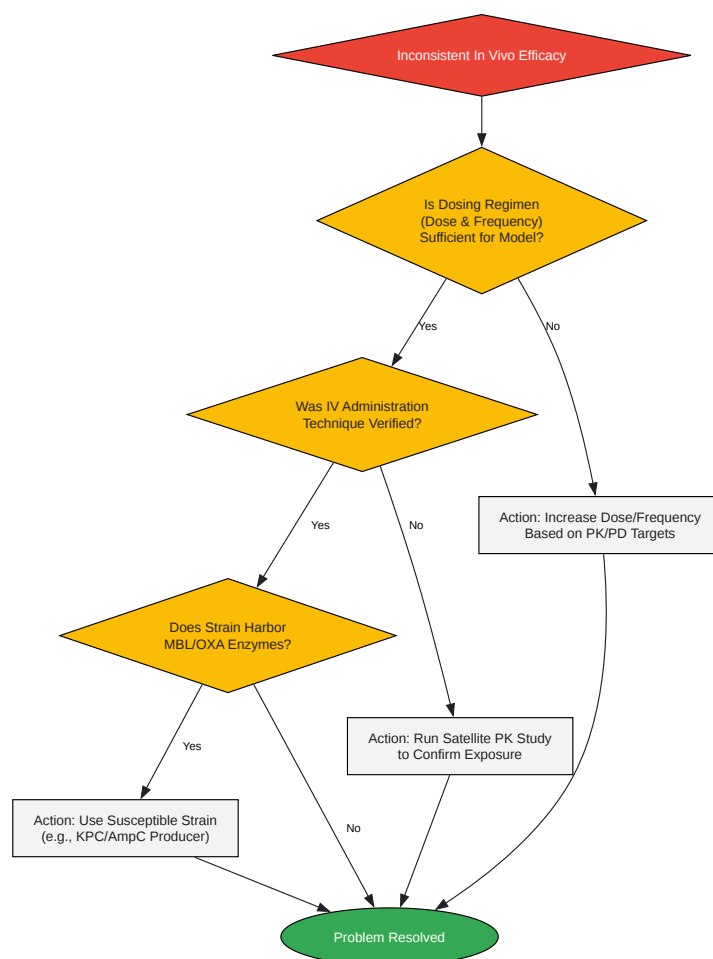 Inconsistent In Vivo Efficacy
Is Dosing Regimen
(Dose & Frequency)
Sufficient for Model?
Yes
No
Was IV Administration
Technique Verified?
Yes
No
Action: Increase Dose/Frequency
Based on PK/PD Targets
Does Strain Harbor
MBL/OXA Enzymes?
Yes
No
Action: Run Satellite PK Study
to Confirm Exposure
Action: Use Susceptible Strain
(e.g., KPC/AmpC Producer)
Problem Resolved